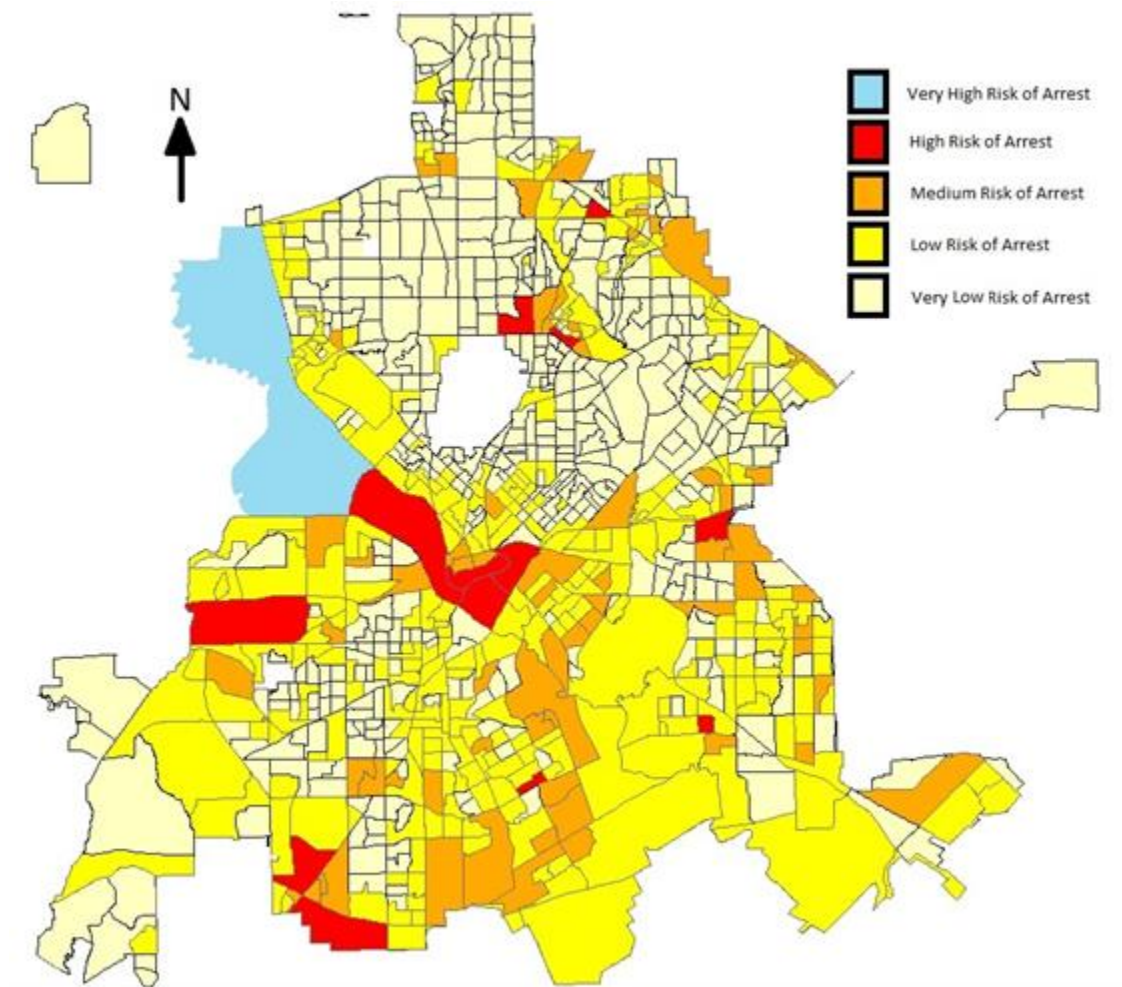 N
Very High Risk of Arrest
High Risk of Arrest
Medium Risk of Arrest
Low Risk of Arrest
Very Low Risk of Arrest